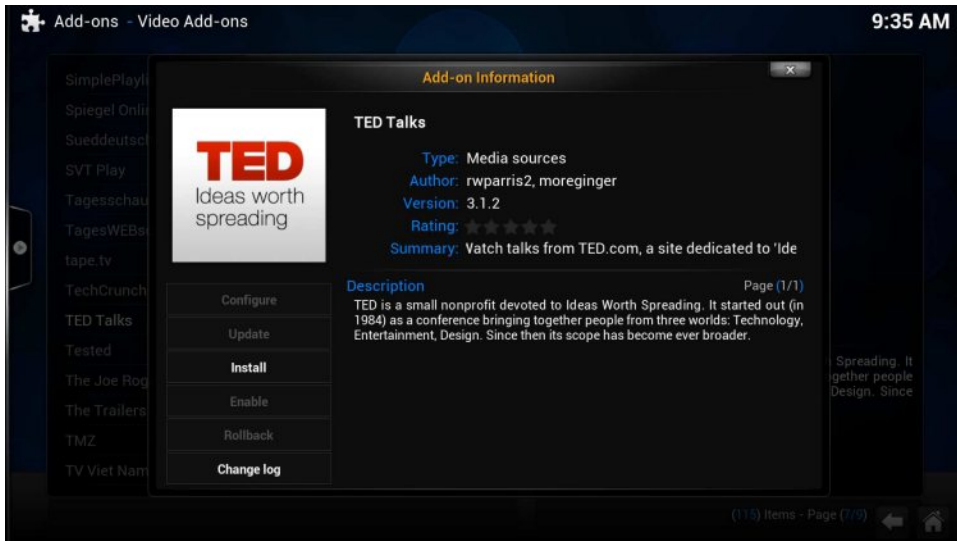 Add-ons - Video Add-ons
9:35 AM
SimplePlayli
Add-on Information
x
Spiegel Onli
Sueddeutscl
SVT Play
Tagesschau
TagesWEBs
tape.tv
TechCrunch
TED Talks
Tested
The Joe Rog
The Trailers
TMZ
TV Viet Nam
TED
Ideas worth
spreading
Configure
Update
Install
Enable
Rollback
Change log
TED Talks
Type: Media sources
Author: rwparris2, moreginger
Version: 3.1.2
Rating:
Summary: Watch talks from TED.com, a site dedicated to 'Ide
Description
Page (1/1)
TED is a small nonprofit devoted to Ideas Worth Spreading. It started out (in
1984) as a conference bringing together people from three worlds: Technology,
Entertainment, Design. Since then its scope has become ever broader.
Spreading. It
gether people
Design. Since
(115) Items - Page (7/9)